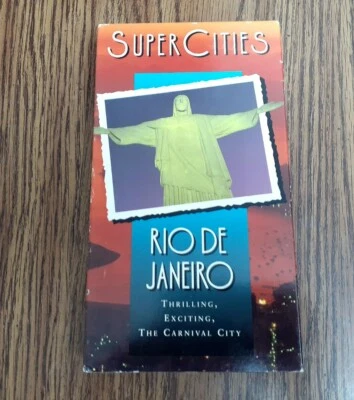 SUPERCITIES
RIO DE
JANEIRO
THRILLING,
EXCITING,
THE CARNIVAL CITY